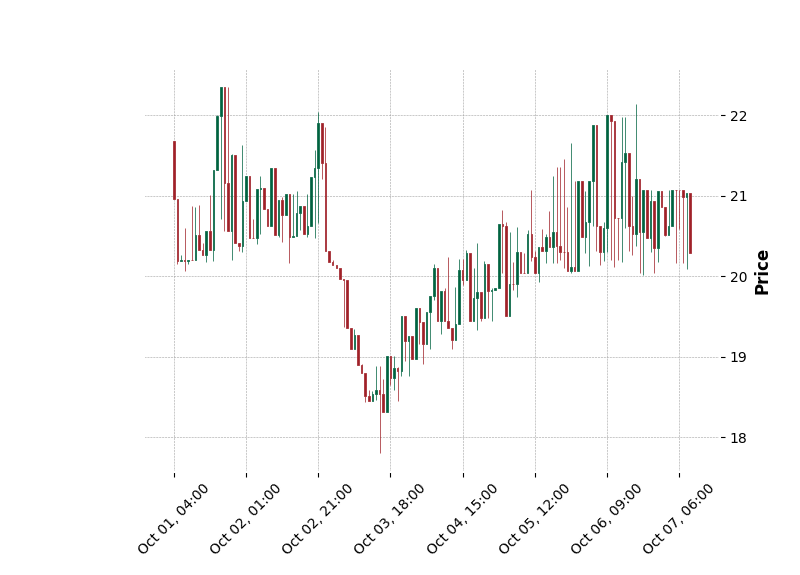 22
21
20
19
18
Price
Oct 01, 04:00
Oct 02, 01:00
Oct 02, 21:00
Oct 03, 18:00
Oct 04, 15:00
Oct 05, 12:00
Oct 06, 09:00
Oct 07, 06:00